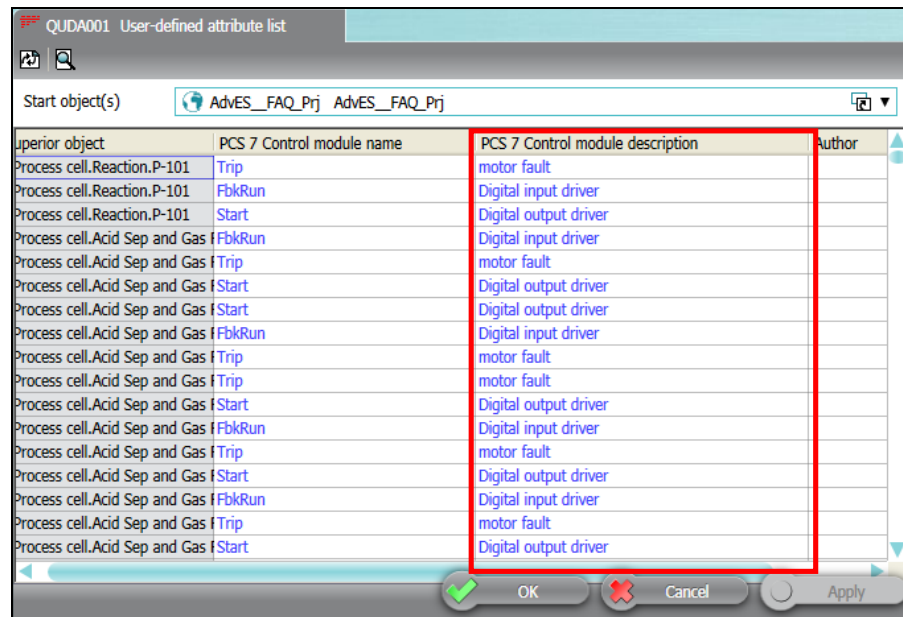 QUDA001 User-defined attribute list
Start object(s) AdvES__FAQ_Prj AdvES__FAQ_Prj
uperior object PCS 7 Control module name PCS 7 Control module description Author
Process cell.Reaction.P-101 Trip motor fault
Process cell.Reaction.P-101 FbkRun Digital input driver
Process cell.Reaction.P-101 Start Digital output driver
Process cell.Acid Sep and Gas FbkRun Digital input driver
Process cell.Acid Sep and Gas Trip motor fault
Process cell.Acid Sep and Gas Start Digital output driver
Process cell.Acid Sep and Gas Start Digital output driver
Process cell.Acid Sep and Gas FbkRun Digital input driver
Process cell.Acid Sep and Gas Trip motor fault
Process cell.Acid Sep and Gas Trip motor fault
Process cell.Acid Sep and Gas Start Digital output driver
Process cell.Acid Sep and Gas FbkRun Digital input driver
Process cell.Acid Sep and Gas Trip motor fault
Process cell.Acid Sep and Gas Start Digital output driver
Process cell.Acid Sep and Gas FbkRun Digital input driver
Process cell.Acid Sep and Gas Trip motor fault
Process cell.Acid Sep and Gas Start Digital output driver
OK Cancel Apply